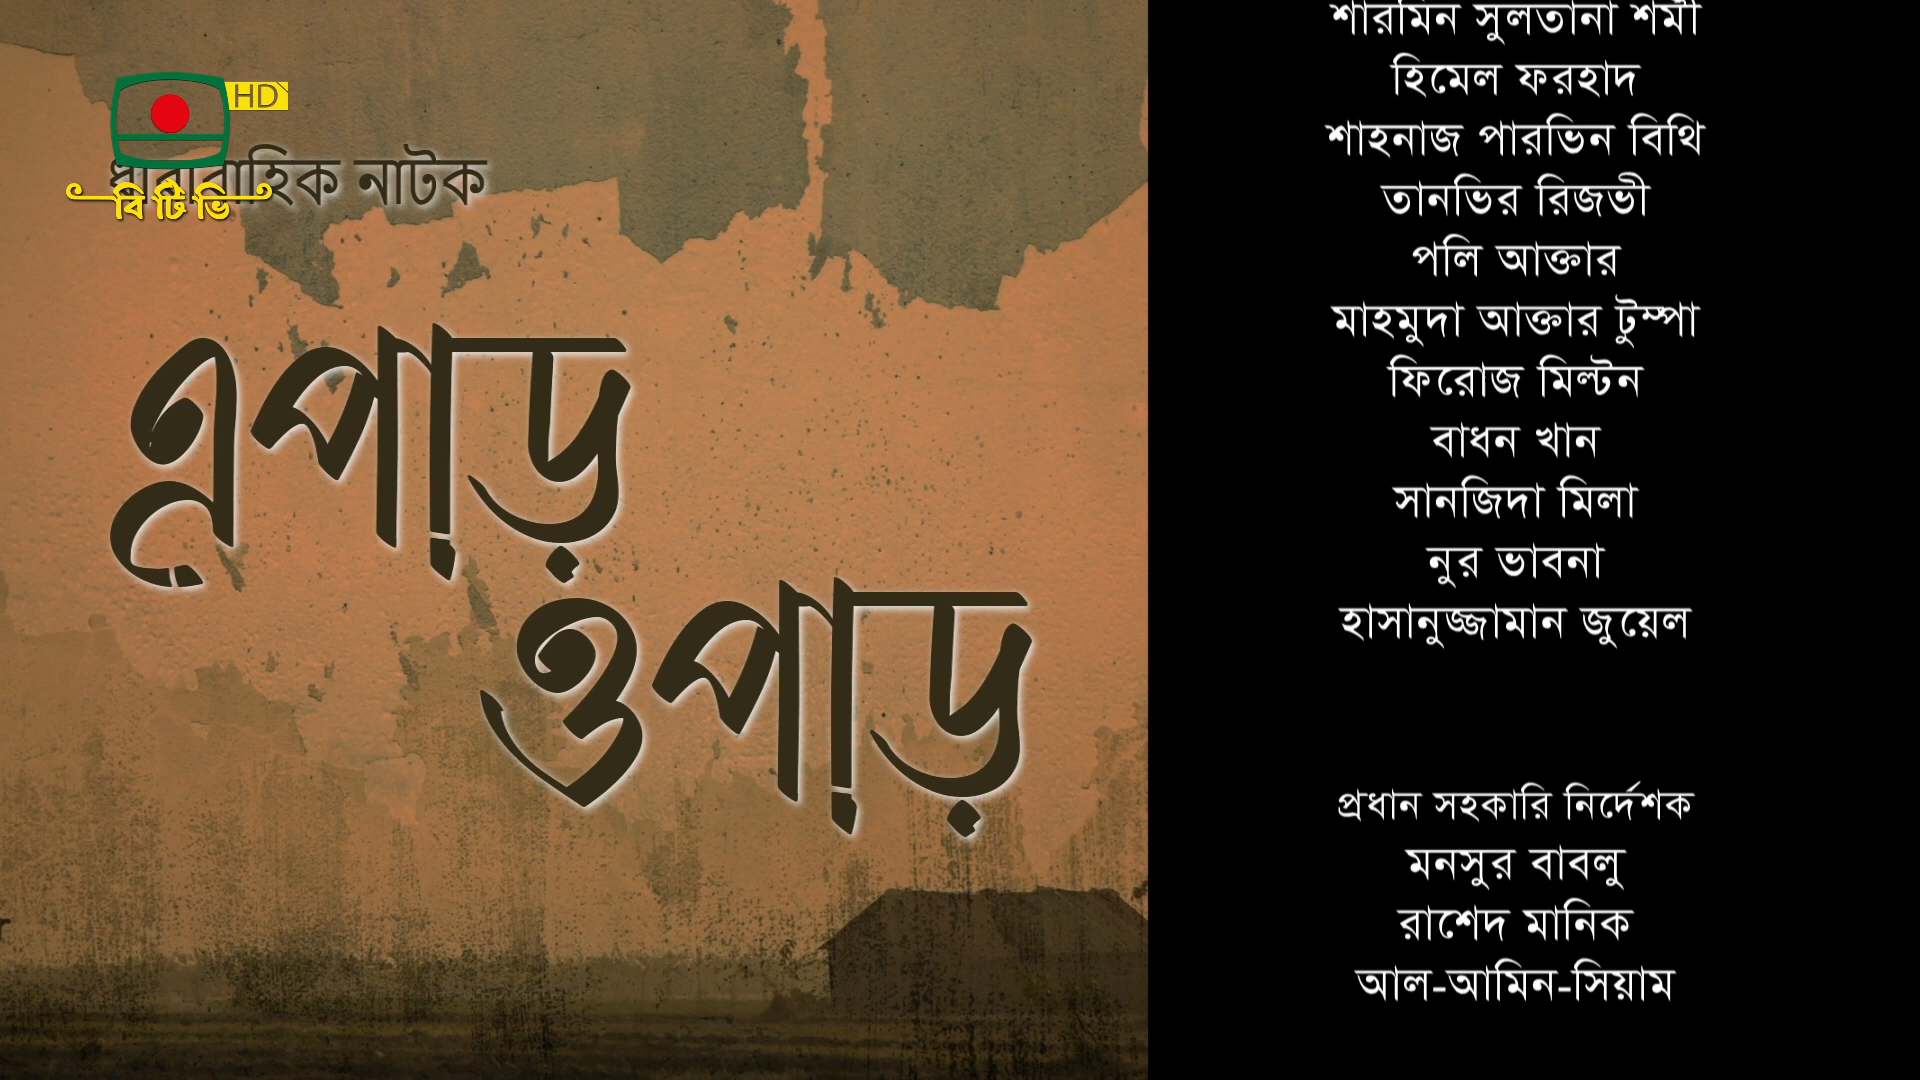 HD
ধারাবাহিক নাটক
বি টি ভি
এপাড়
ওপাড়
শারমিন সুলতানা শর্মী
হিমেল ফরহাদ
শাহনাজ পারভিন বিথি
তানভির রিজভী
পলি আক্তার
মাহমুদা আক্তার টুম্পা
ফিরোজ মিল্টন
বাধন খান
সানজিদা মিলা
নুর ভাবনা
হাসানুজ্জামান জুয়েল
প্রধান সহকারি নির্দেশক
মনসুর বাবলু
রাশেদ মানিক
আল-আমিন-সিয়াম